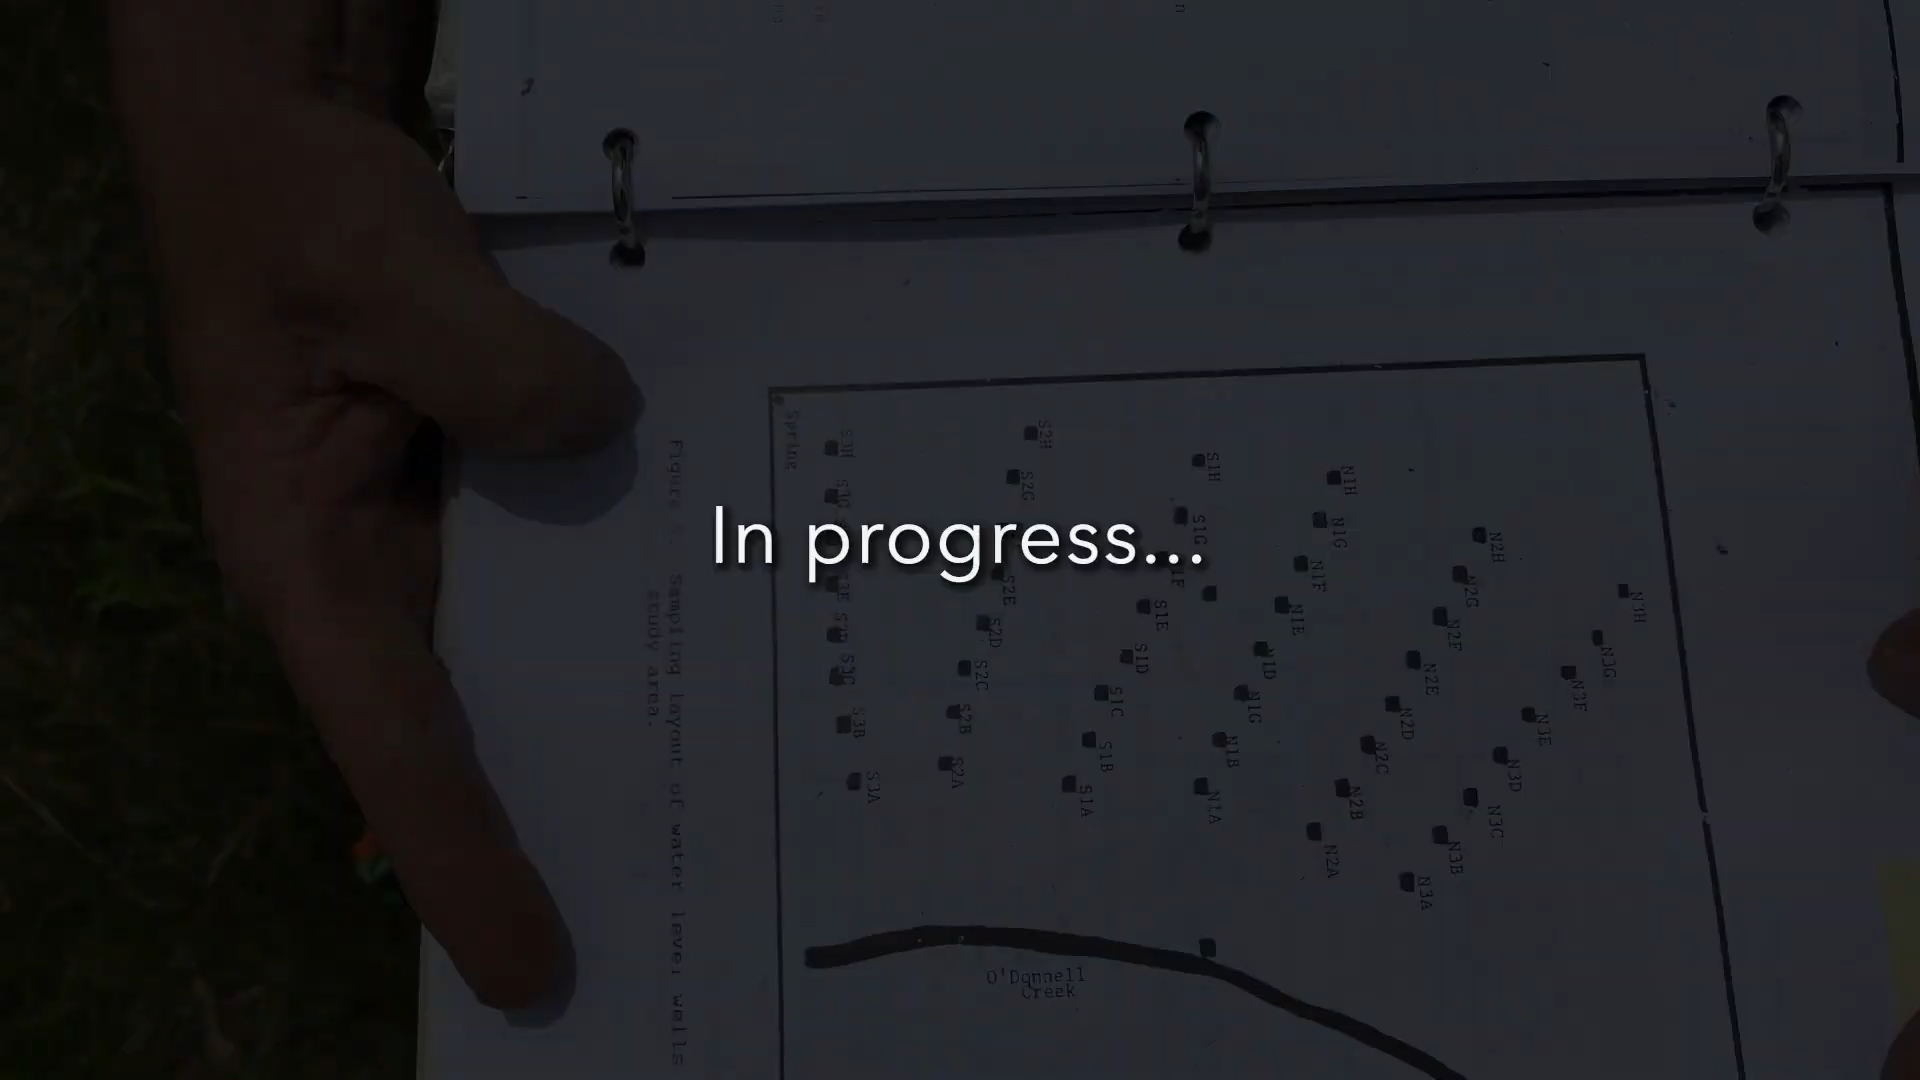 In progress...
Spring
S3H
S2H
S1H
N1H
S2G
S1G
N1G
N2H
N1F
N2G
N3H
S2E
S1E
N1E
N2F
S2D
S1D
N1D
N2E
N3G
S3C
S2C
S1C
N1G
N2D
N3F
S3B
S2B
S1B
N1B
N2C
N3E
S3A
S2A
S1A
N1A
N2B
N3D
N2A
N3C
N3B
N3A
O'Donnell
Creek
sampling layout of water level wells
study area.